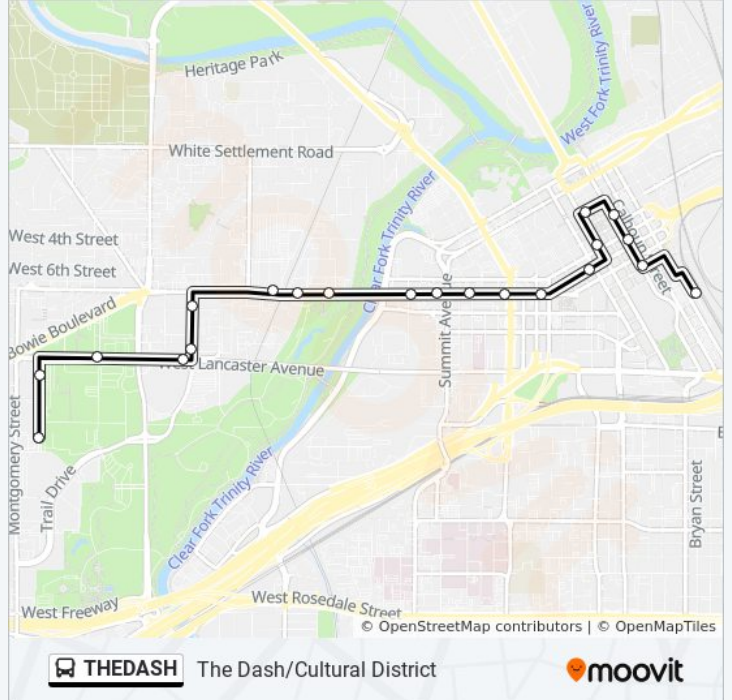 West Fork Trinity River
Heritage Park
White Settlement Road
Clear Fork Trinity River
Calhoun Street
West 4th Street
West 6th Street
Summit Avenue
Bowie Boulevard
West Lancaster Avenue
Montgomery Street
Trail Drive
Clear Fork Trinity River
Bryan Street
West Freeway
West Rosedale Street
© OpenStreetMap contributors | © OpenMapTiles
THEDASH The Dash/Cultural District
moovit